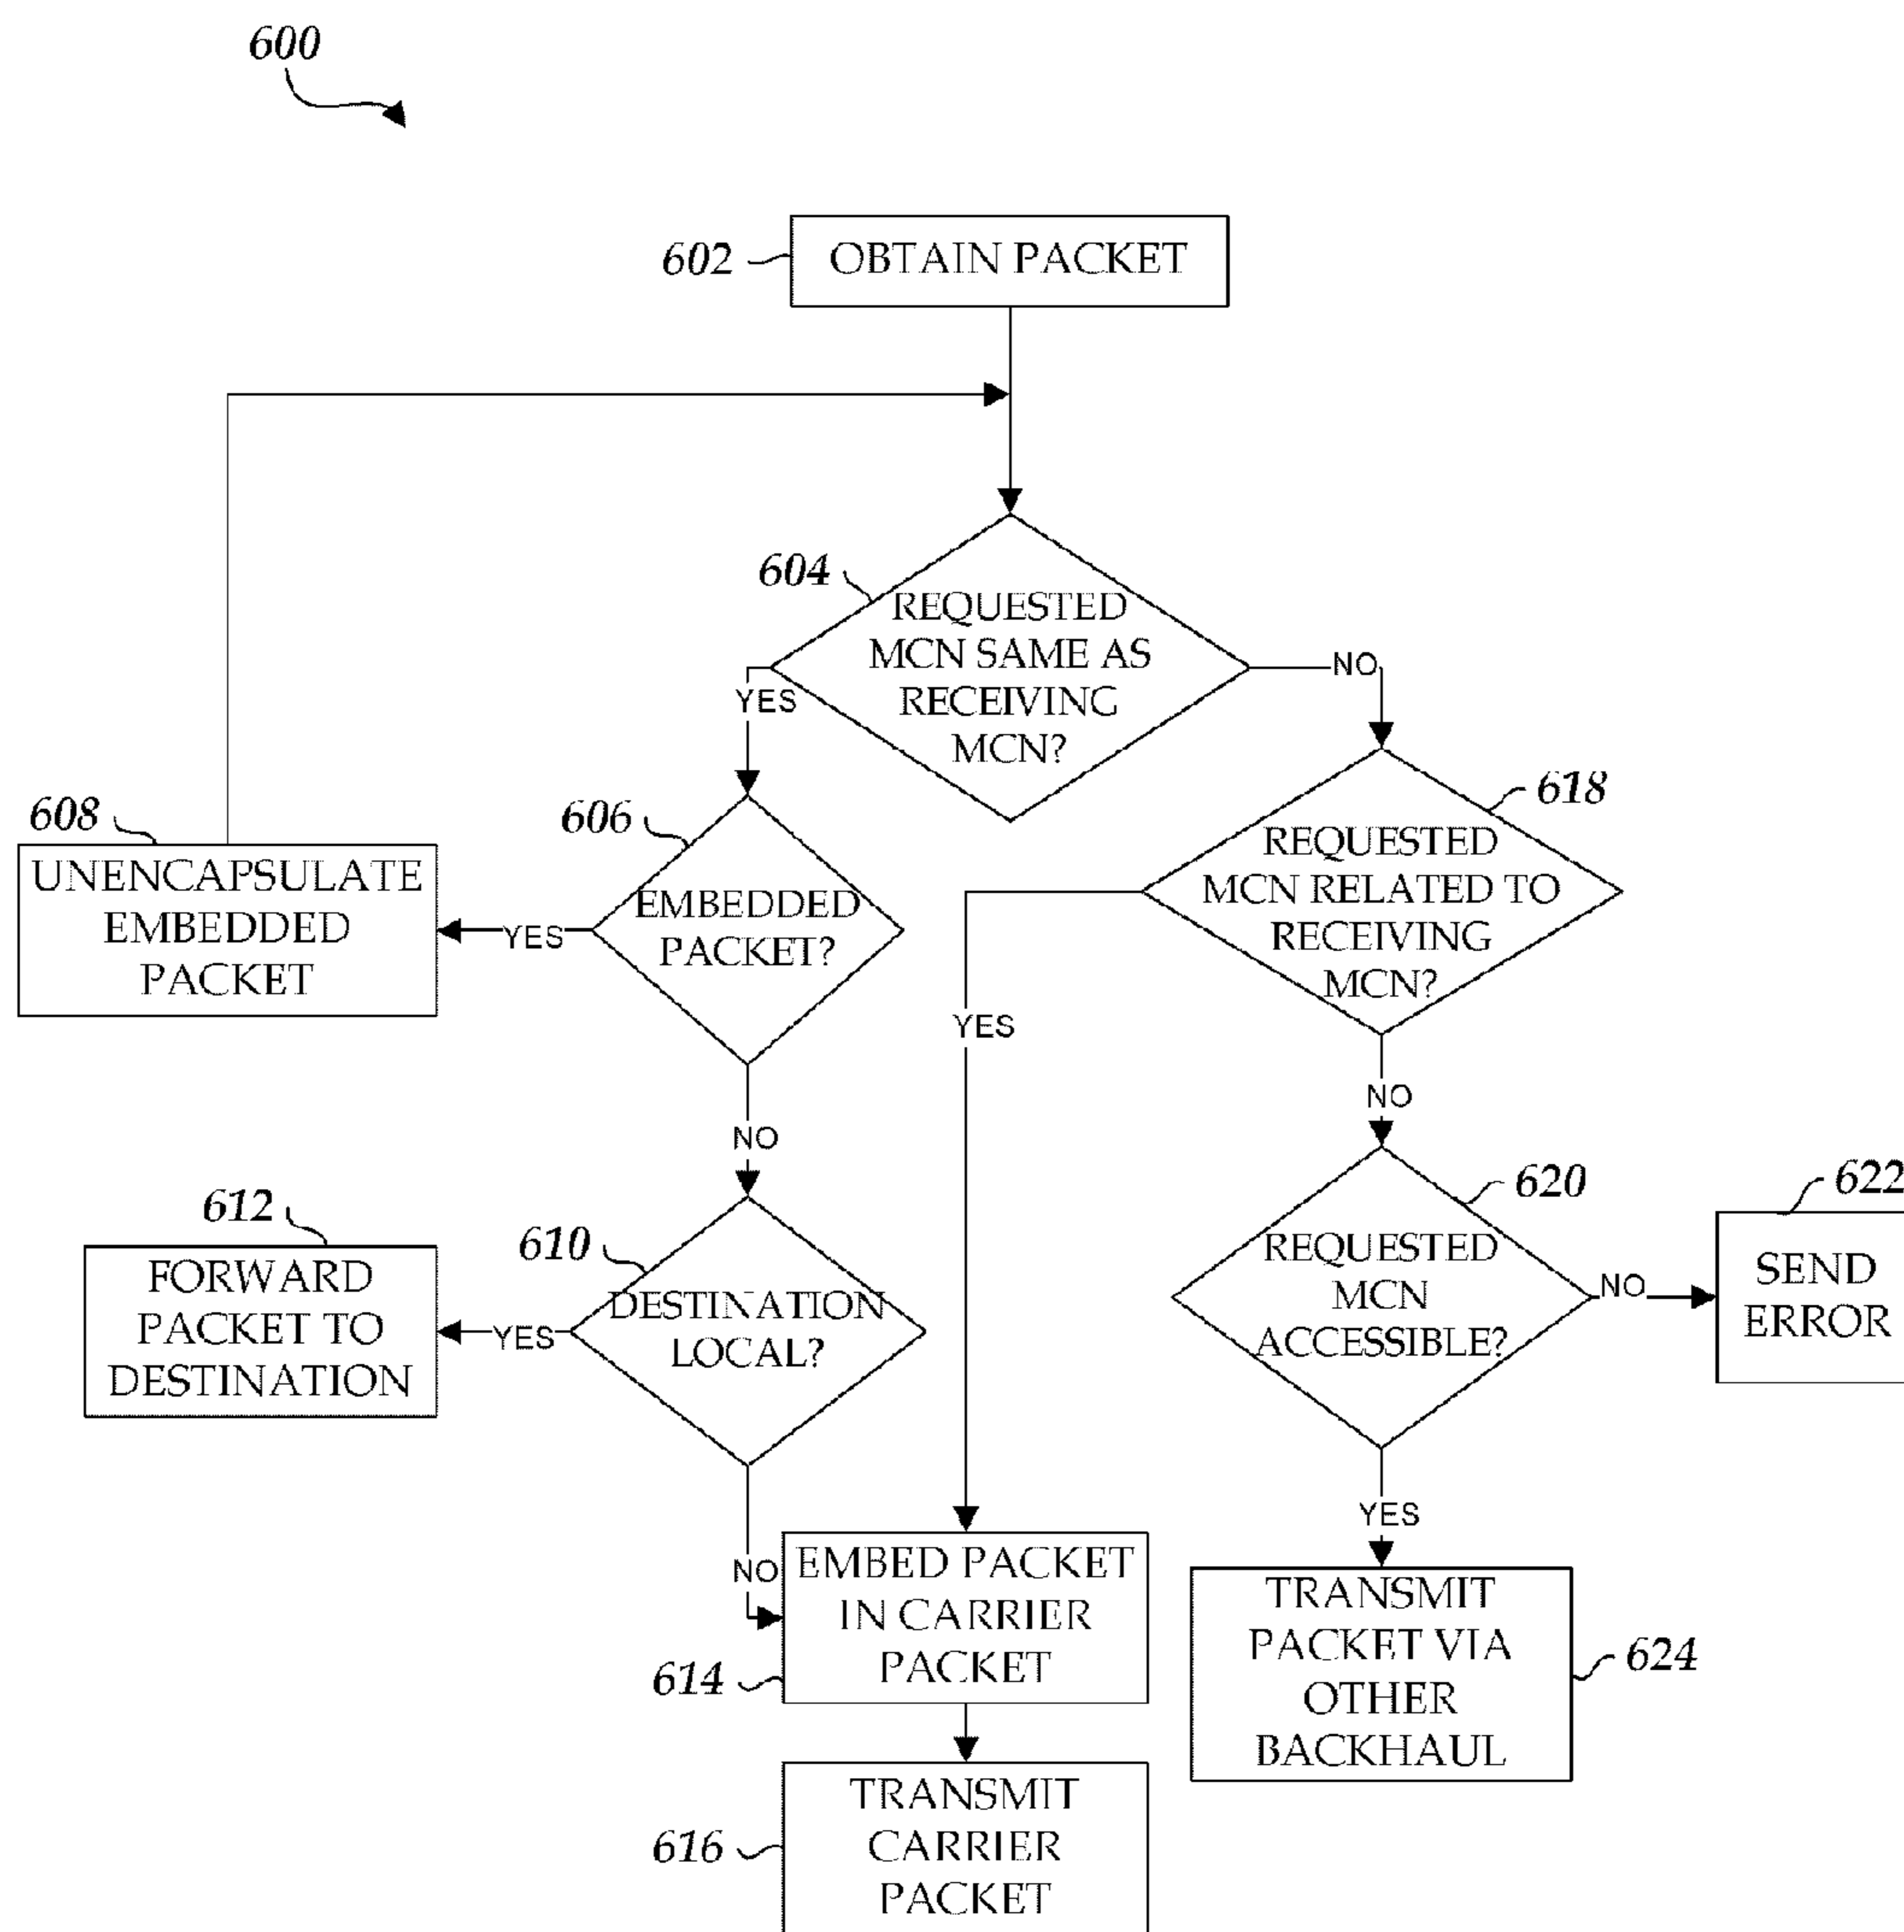 600
602
OBTAIN PACKET
604
REQUESTED
MCN SAME AS
RECEIVING
MCN?
YES
NO
606
EMBEDDED
PACKET?
YES
608
UNENCAPSULATE
EMBEDDED
PACKET
NO
610
DESTINATION
LOCAL?
YES
612
FORWARD
PACKET TO
DESTINATION
NO
618
REQUESTED
MCN RELATED TO
RECEIVING
MCN?
YES
NO
620
REQUESTED
MCN
ACCESSIBLE?
NO
622
SEND
ERROR
YES
614
EMBED PACKET
IN CARRIER
PACKET
616
TRANSMIT
CARRIER
PACKET
624
TRANSMIT
PACKET VIA
OTHER
BACKHAUL